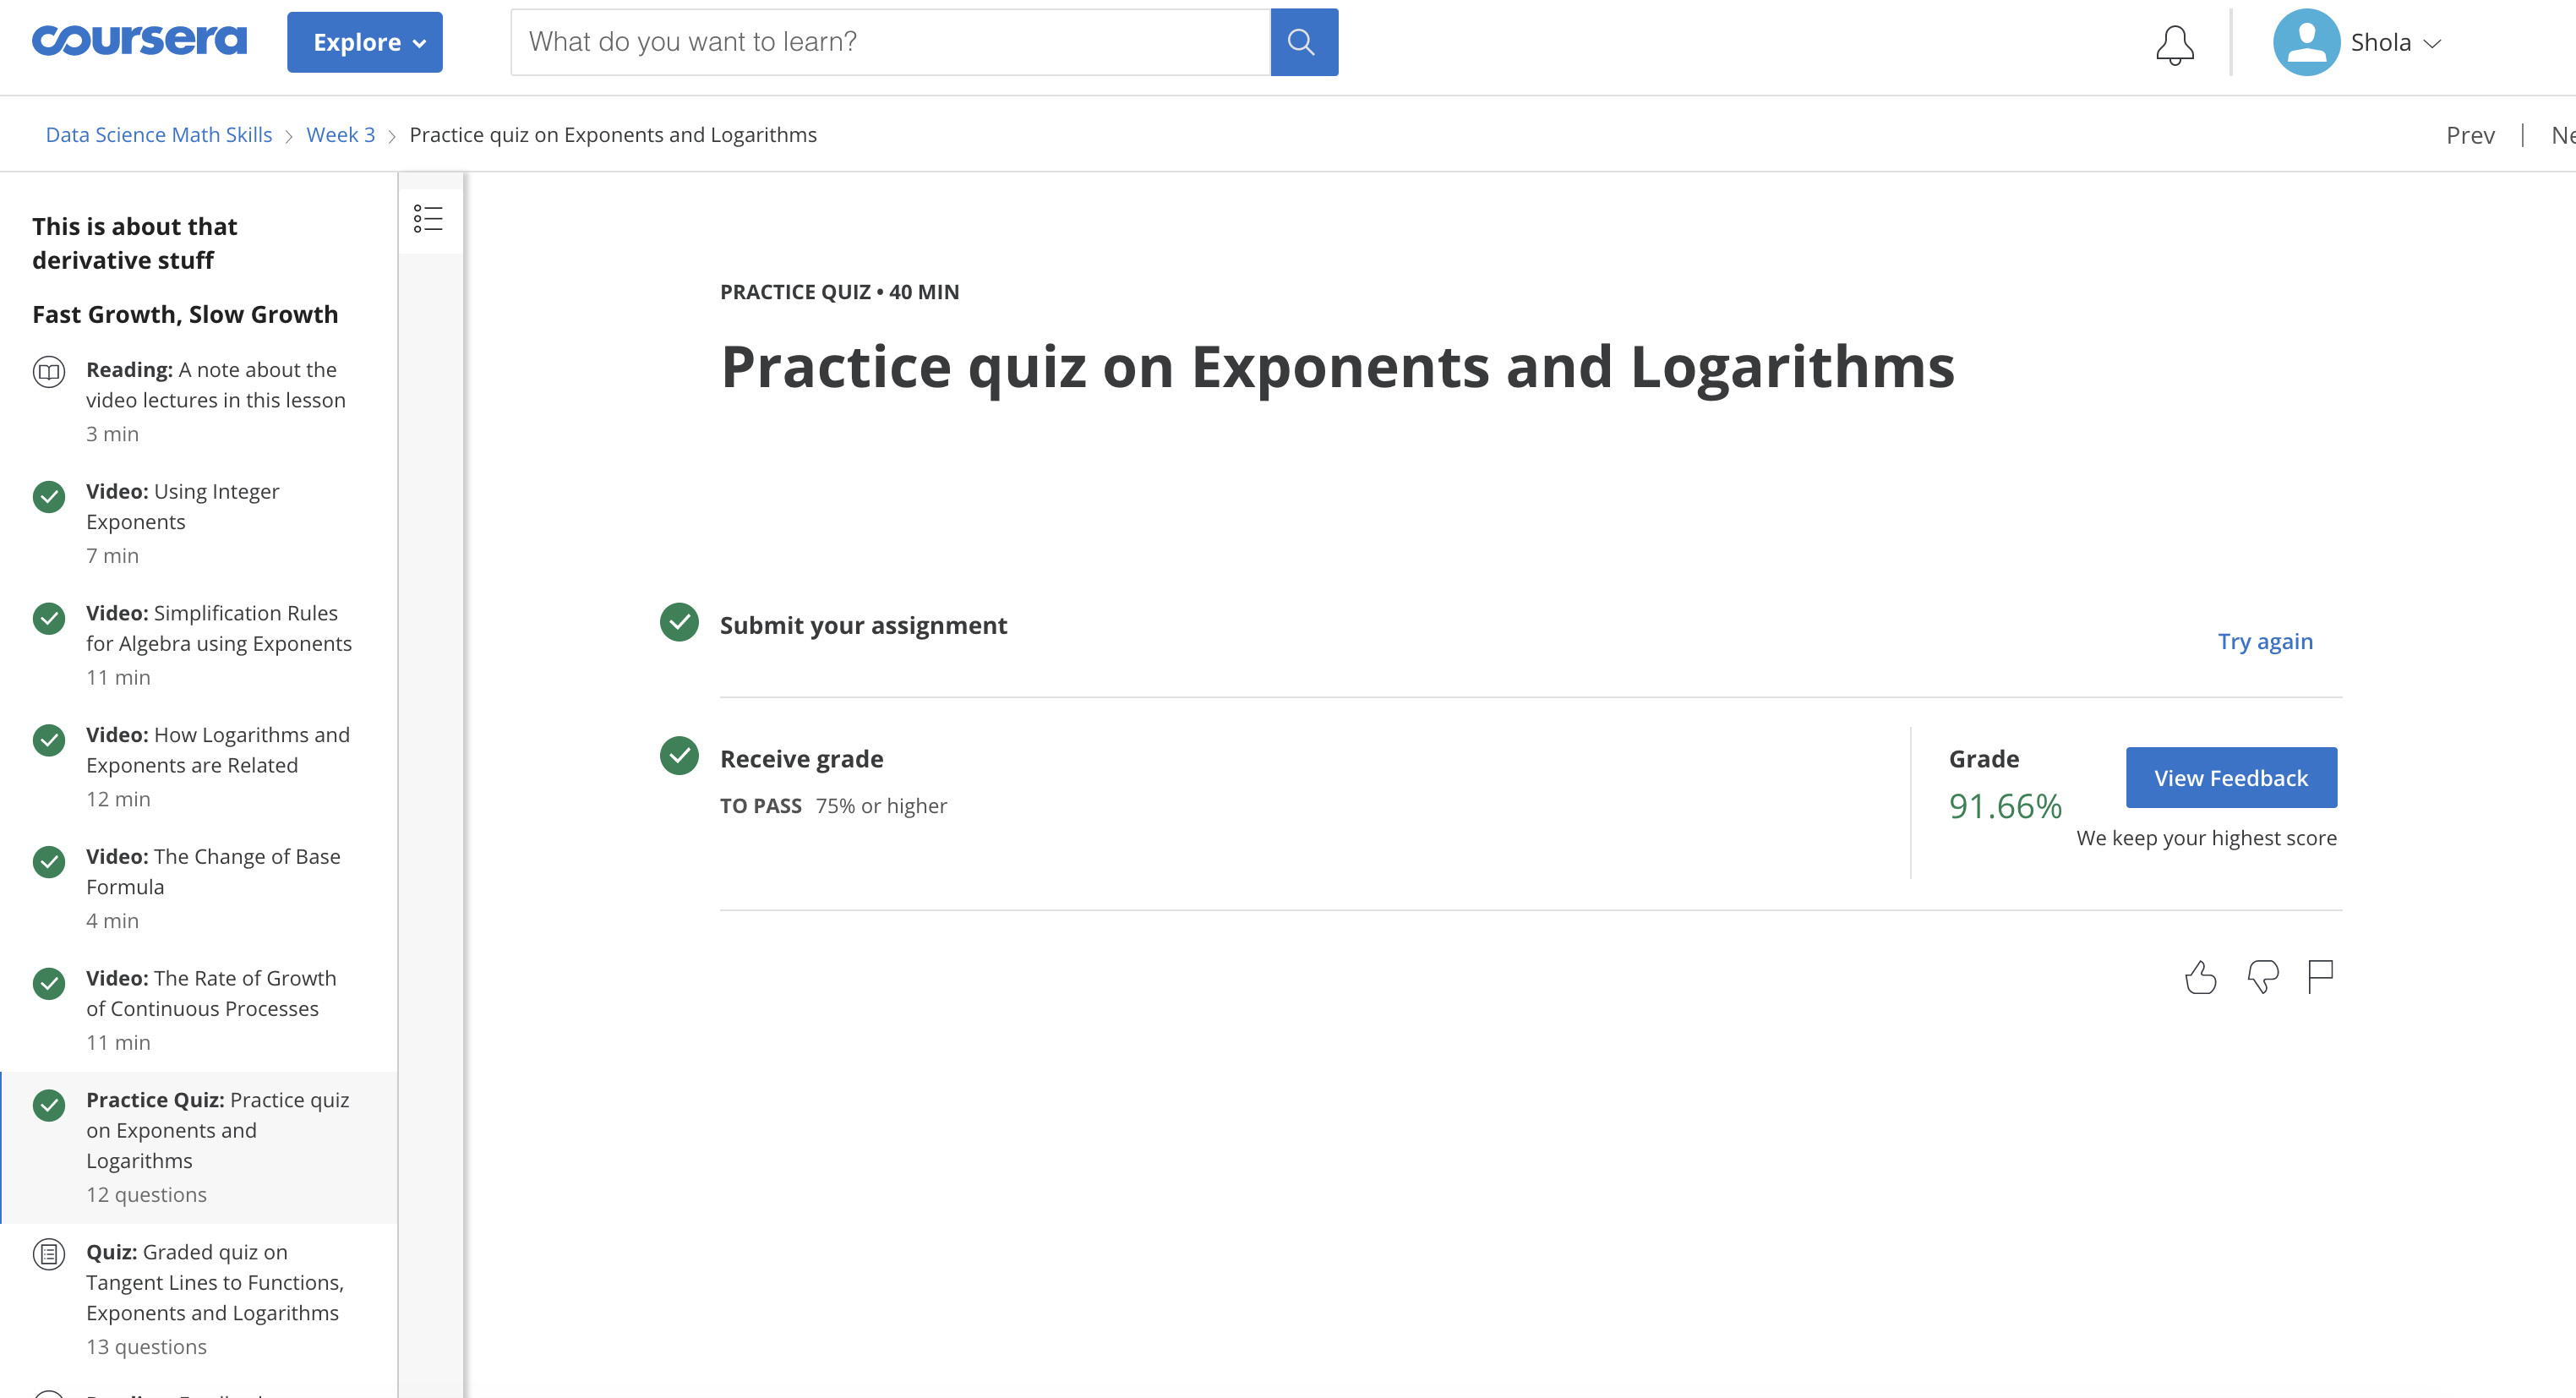 coursera
Explore
What do you want to learn?
Shola
Data Science Math Skills
Week 3
Practice quiz on Exponents and Logarithms
Prev
Ne
This is about that
derivative stuff
Fast Growth, Slow Growth
Reading: A note about the
video lectures in this lesson
3 min
Video: Using Integer
Exponents
7 min
Video: Simplification Rules
for Algebra using Exponents
11 min
Video: How Logarithms and
Exponents are Related
12 min
Video: The Change of Base
Formula
4 min
Video: The Rate of Growth
of Continuous Processes
11 min
Practice Quiz: Practice quiz
on Exponents and
Logarithms
12 questions
Quiz: Graded quiz on
Tangent Lines to Functions,
Exponents and Logarithms
13 questions
PRACTICE QUIZ • 40 MIN
Practice quiz on Exponents and Logarithms
Submit your assignment
Try again
Receive grade
TO PASS 75% or higher
Grade
91.66%
View Feedback
We keep your highest score